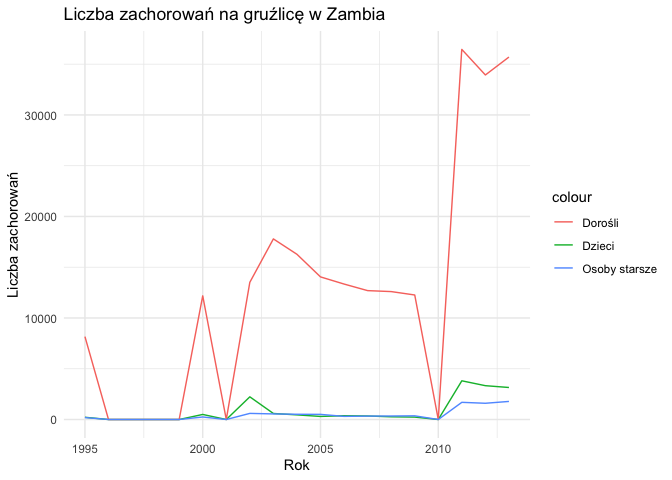 Liczba zachorowań na gruźlicę w Zambia
Liczba zachorowań
30000
20000
10000
0
1995
2000
2005
2010
Rok
colour
Dorośli
Dzieci
Osoby starsze